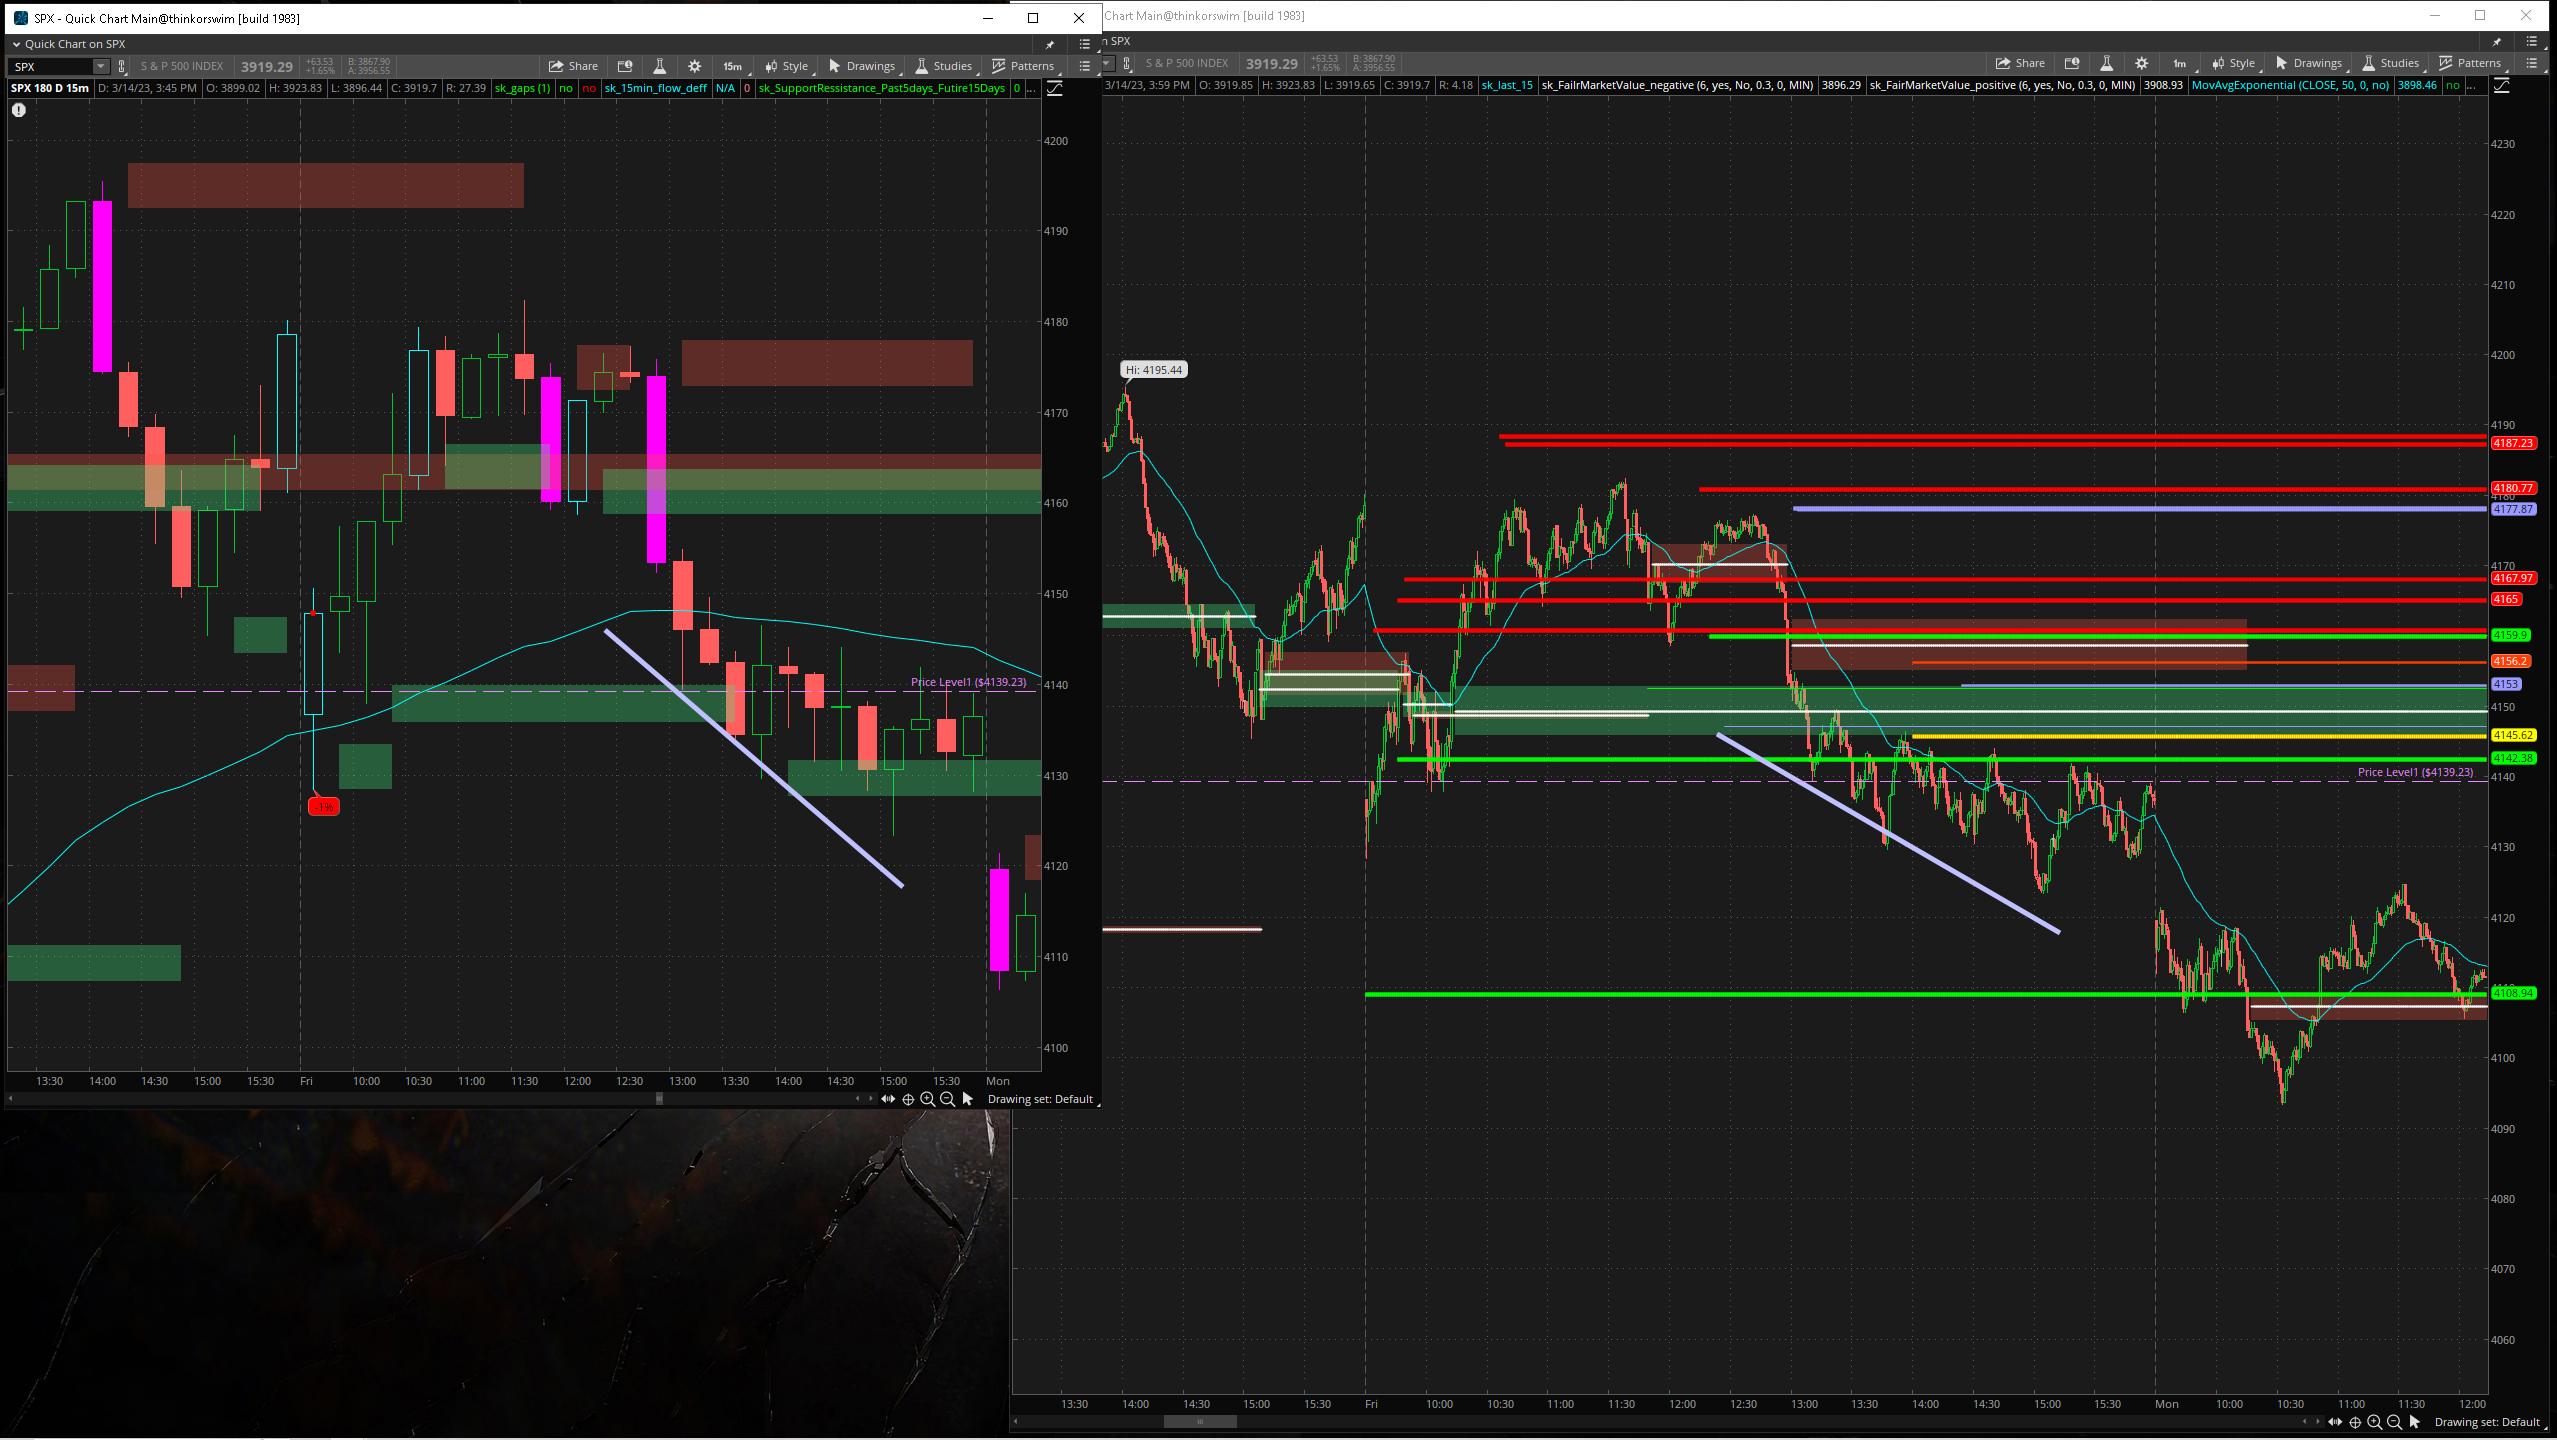 SPX - Quick Chart Main@thinkorswim [build 1983]
Quick Chart on SPX
SPX S & P 500 INDEX 3919.29 +63.53 +1.65% B: 3867.90 A: 3956.55 Share 15m Style Drawings Studies Patterns
SPX 180 D 15m D: 3/14/23, 3:45 PM O: 3899.02 H: 3923.83 L: 3896.44 C: 3919.7 R: 27.39 sk_gaps (1) no no sk_15min_flow_deff N/A 0 sk_SupportRessistance_Past5days_Futire15Days 0 ...
4200
4190
4180
4170
4160
4150
Price Level1 ($4139.23)
4140
4130
-1%
4120
4110
4100
13:30 14:00 14:30 15:00 15:30 Fri 10:00 10:30 11:00 11:30 12:00 12:30 13:00 13:30 14:00 14:30 15:00 15:30 Mon
Drawing set: Default
Chart Main@thinkorswim [build 1983]
n SPX
S & P 500 INDEX 3919.29 +63.53 +1.65% B: 3867.90 A: 3956.55 Share 1m Style Drawings Studies Patterns
3/14/23, 3:59 PM O: 3919.85 H: 3923.83 L: 3919.65 C: 3919.7 R: 4.18 sk_last_15 sk_FailrMarketValue_negative (6, yes, No, 0.3, 0, MIN) 3896.29 sk_FairMarketValue_positive (6, yes, No, 0.3, 0, MIN) 3908.93 MovAvgExponential (CLOSE, 50, 0, no) 3898.46 no ...
4230
4220
4210
4200
Hi: 4195.44
4190
4187.23
4180.77
4180
4177.87
4170
4167.97
4165
4159.9
4156.2
4153
4150
4145.62
4142.38
Price Level1 ($4139.23)
4140
4130
4120
4108.94
4100
4090
4080
4070
4060
13:30 14:00 14:30 15:00 15:30 Fri 10:00 10:30 11:00 11:30 12:00 12:30 13:00 13:30 14:00 14:30 15:00 15:30 Mon 10:00 10:30 11:00 11:30 12:00
Drawing set: Default